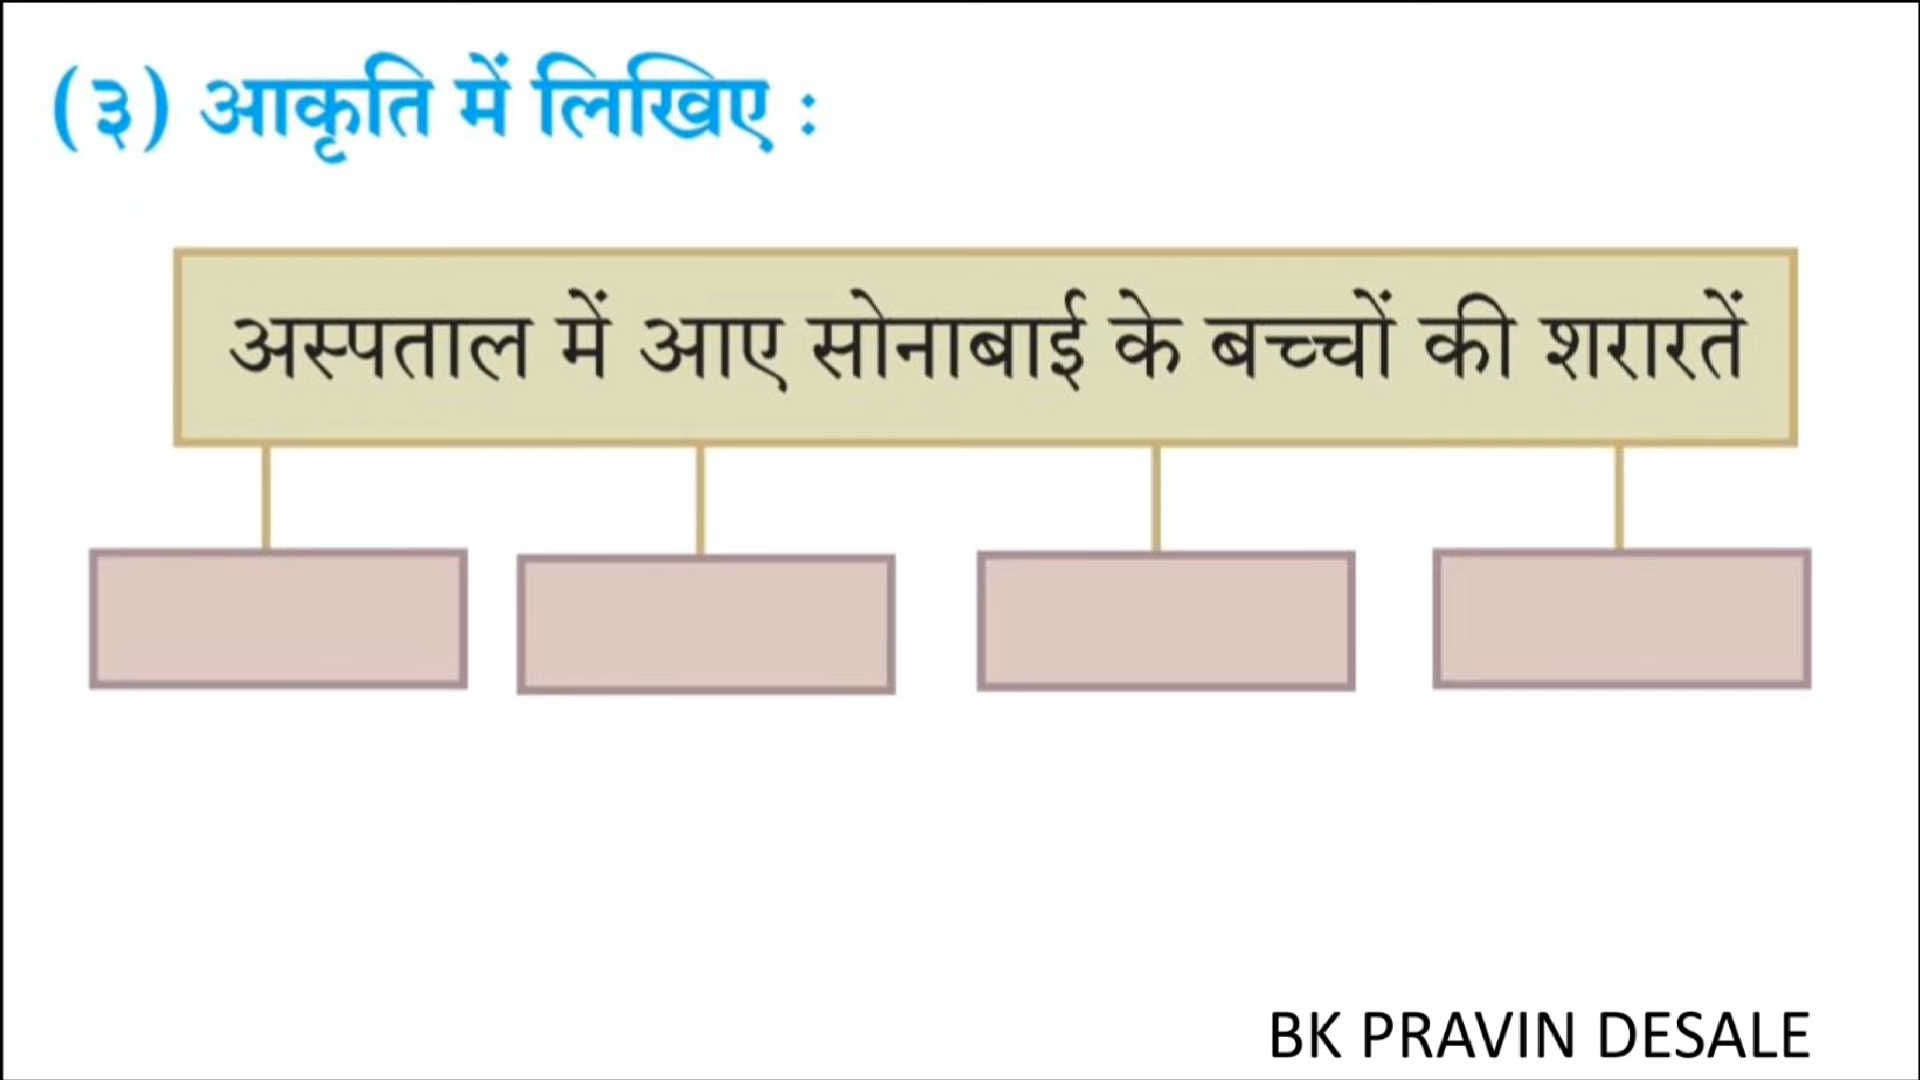 (३) आकृति में लिखिए :
अस्पताल में आए सोनाबाई के बच्चों की शरारतें
BK PRAVIN DESALE